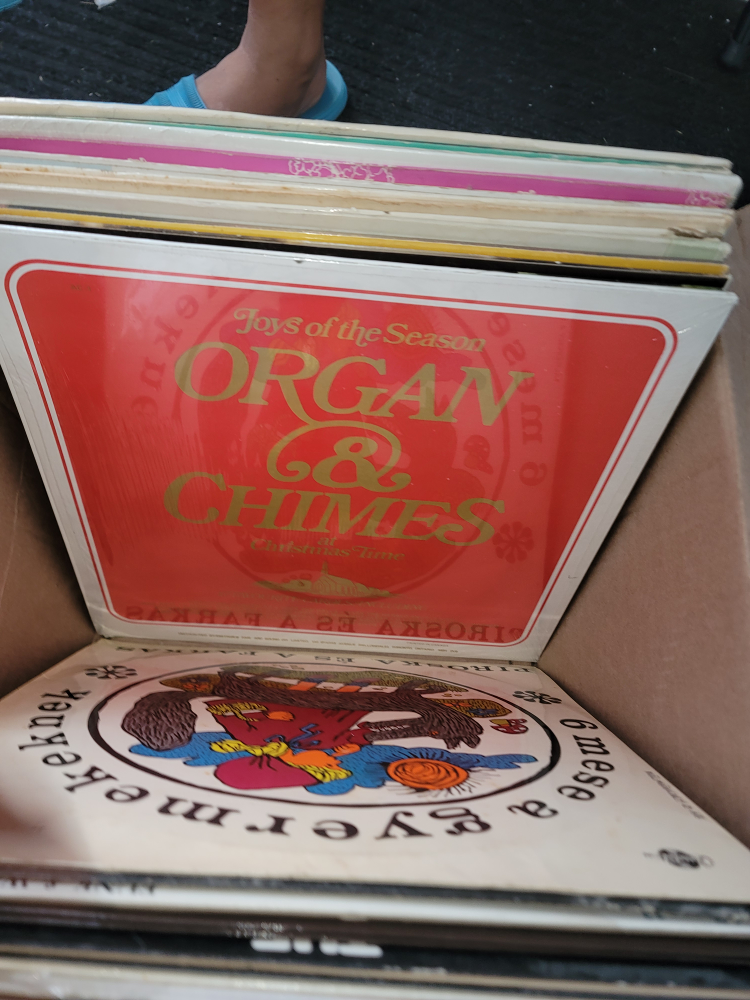 Joys of the Season
ORGAN
&
CHIMES
at
Christmas Time
PIROSKA ÉS A FARKAS
6 mese a gyermekeknek